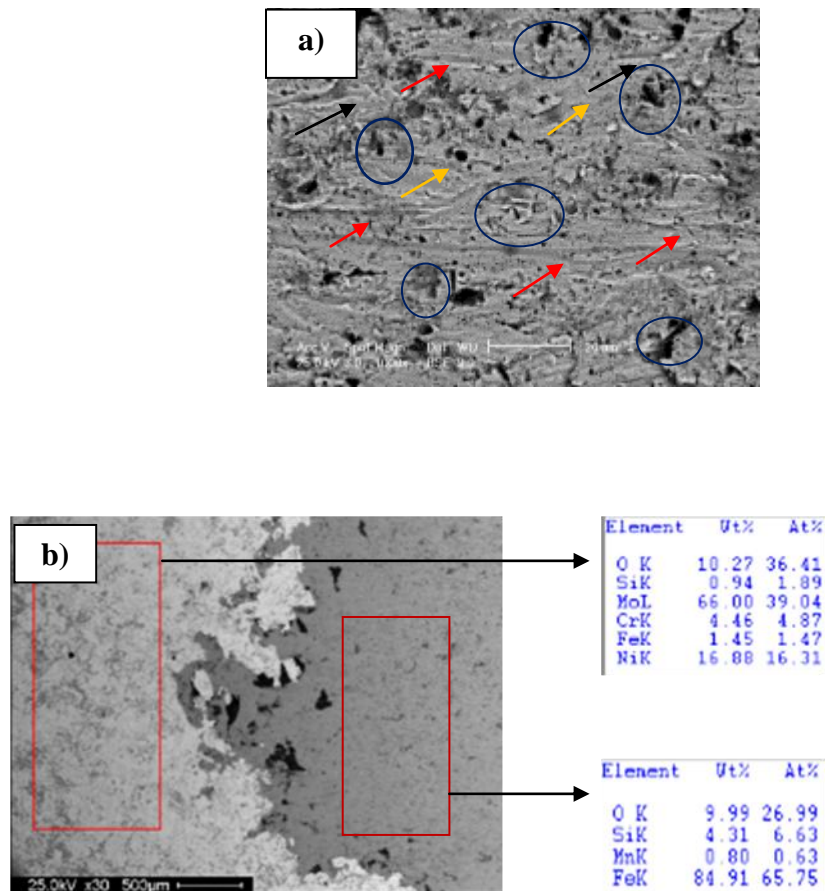 a)
b)
25.0kV x30 500µm
Element Wt% At%
O K 10.27 36.41
SiK 0.94 1.89
MoL 66.00 39.04
CrK 4.46 4.87
FeK 1.45 1.47
NiK 16.88 16.31
Element Wt% At%
O K 9.99 26.99
SiK 4.31 6.63
MnK 0.80 0.63
FeK 84.91 65.75